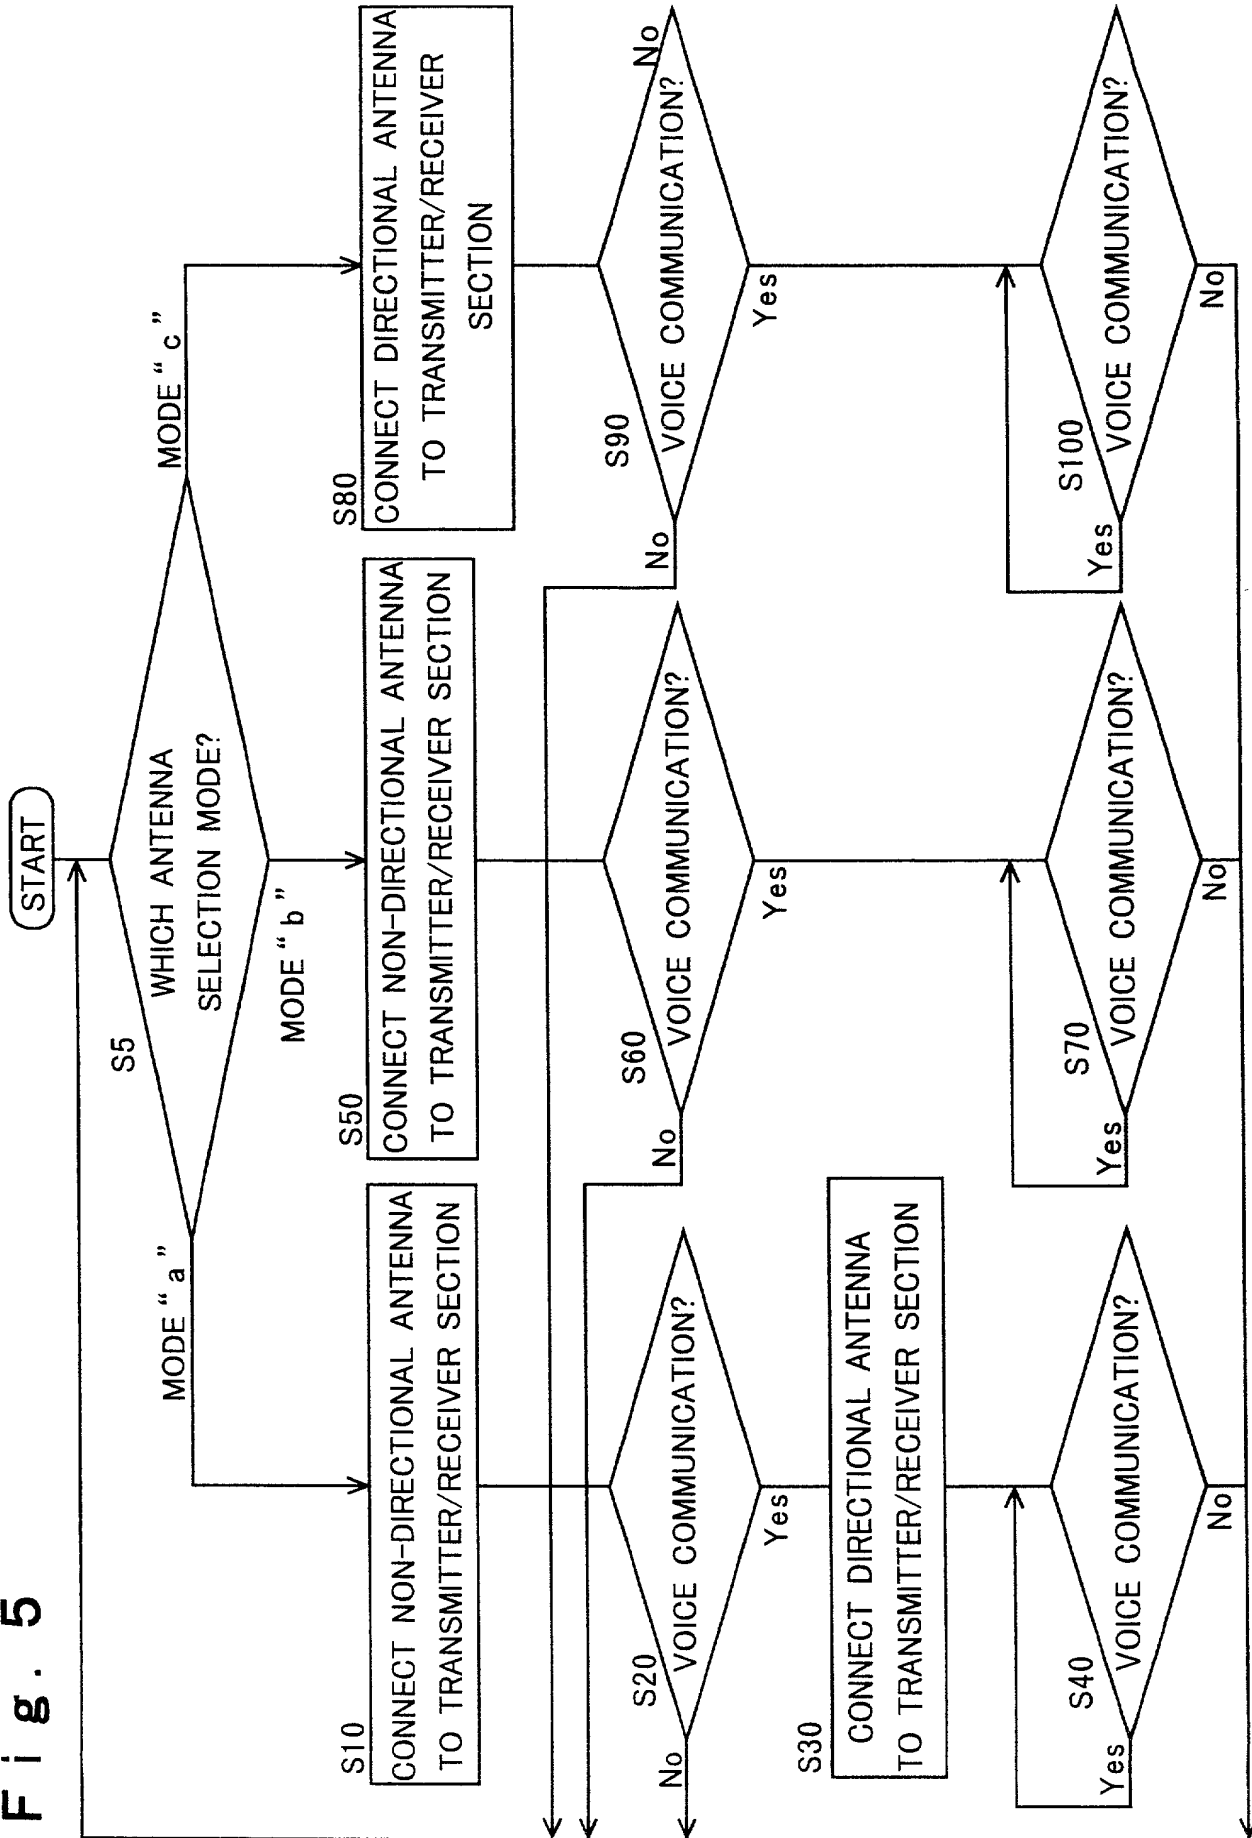 Fig. 5
START
S5
WHICH ANTENNA
SELECTION MODE?
MODE "a"
MODE "b"
MODE "c"
S10
CONNECT NON-DIRECTIONAL ANTENNA
TO TRANSMITTER/RECEIVER SECTION
S50
CONNECT NON-DIRECTIONAL ANTENNA
TO TRANSMITTER/RECEIVER SECTION
S80
CONNECT DIRECTIONAL ANTENNA
TO TRANSMITTER/RECEIVER
SECTION
S20
VOICE COMMUNICATION?
No
Yes
S60
VOICE COMMUNICATION?
No
Yes
S90
VOICE COMMUNICATION?
No
No
Yes
S30
CONNECT DIRECTIONAL ANTENNA
TO TRANSMITTER/RECEIVER SECTION
S40
VOICE COMMUNICATION?
Yes
No
S70
VOICE COMMUNICATION?
Yes
No
S100
VOICE COMMUNICATION?
Yes
No